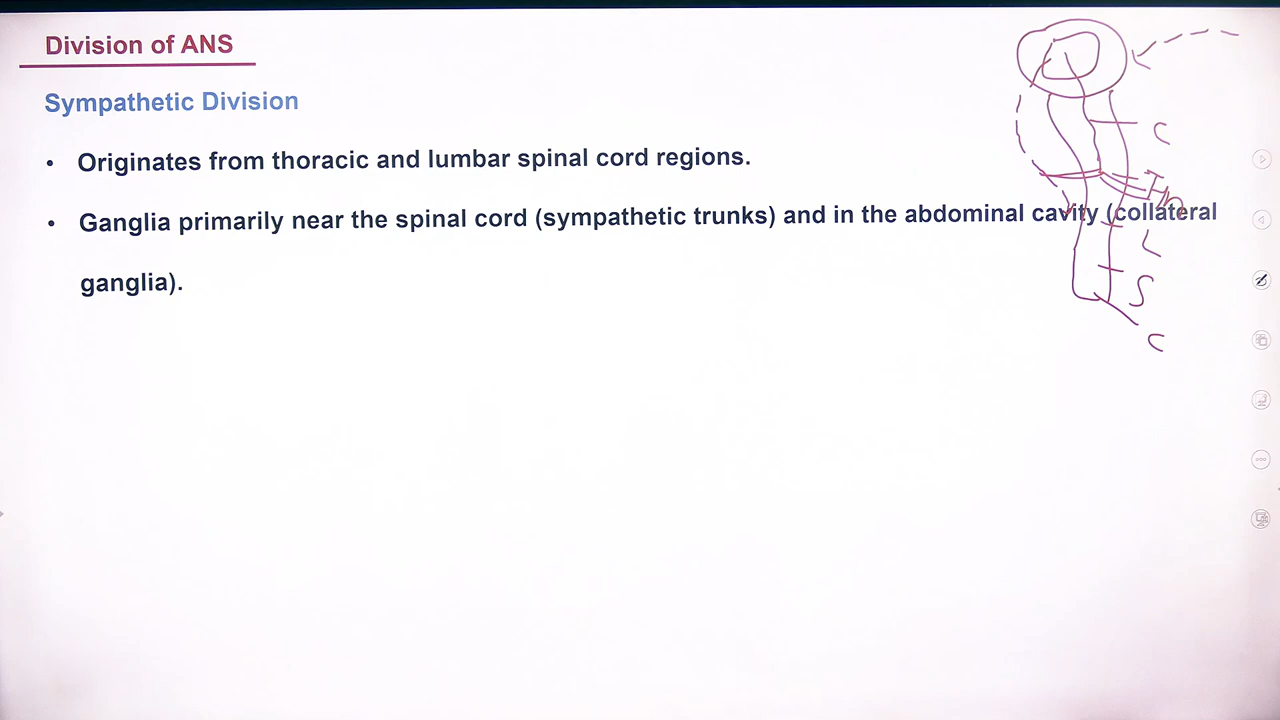 Division of ANS
Sympathetic Division
• Originates from thoracic and lumbar spinal cord regions.
• Ganglia primarily near the spinal cord (sympathetic trunks) and in the abdominal cavity (collateral
ganglia).
C
L
S
C